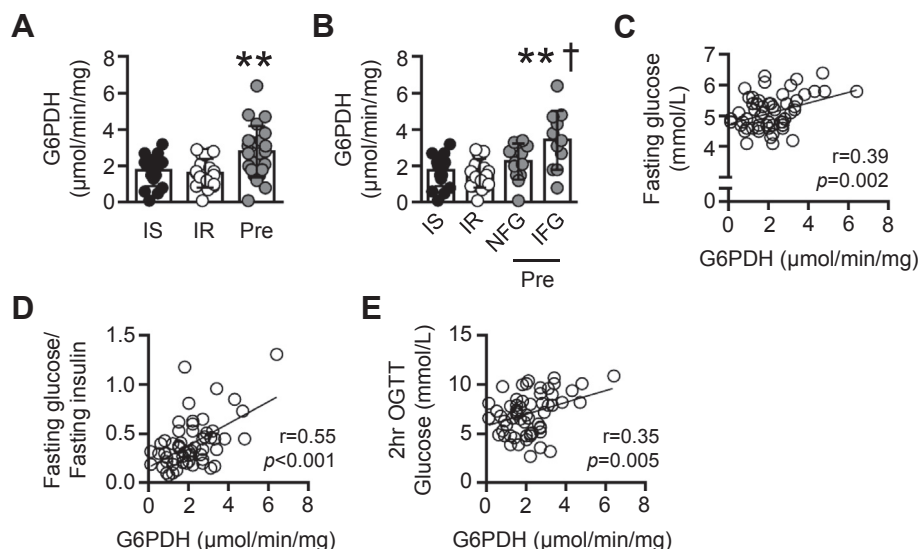 A
G6PDH
(µmol/min/mg)
8
6
4
2
0
**
IS
IR
Pre
B
G6PDH
(µmol/min/mg)
8
6
4
2
0
** †
IS
IR
NFG
IFG
Pre
C
Fasting glucose
(mmol/L)
7
6
5
4
0
r=0.39
p=0.002
0 2 4 6 8
G6PDH (µmol/min/mg)
D
Fasting glucose/
Fasting insulin
1.5
1.0
0.5
0.0
r=0.55
p<0.001
0 2 4 6 8
G6PDH (µmol/min/mg)
E
2hr OGTT
Glucose (mmol/L)
15
10
5
0
r=0.35
p=0.005
0 2 4 6 8
G6PDH (µmol/min/mg)